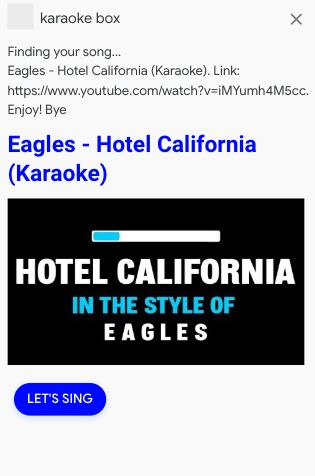 karaoke box
Finding your song...
Eagles - Hotel California (Karaoke). Link:
https://www.youtube.com/watch?v=iMYumh4M5cc.
Enjoy! Bye
Eagles - Hotel California
(Karaoke)
HOTEL CALIFORNIA
IN THE STYLE OF
EAGLES
LET'S SING